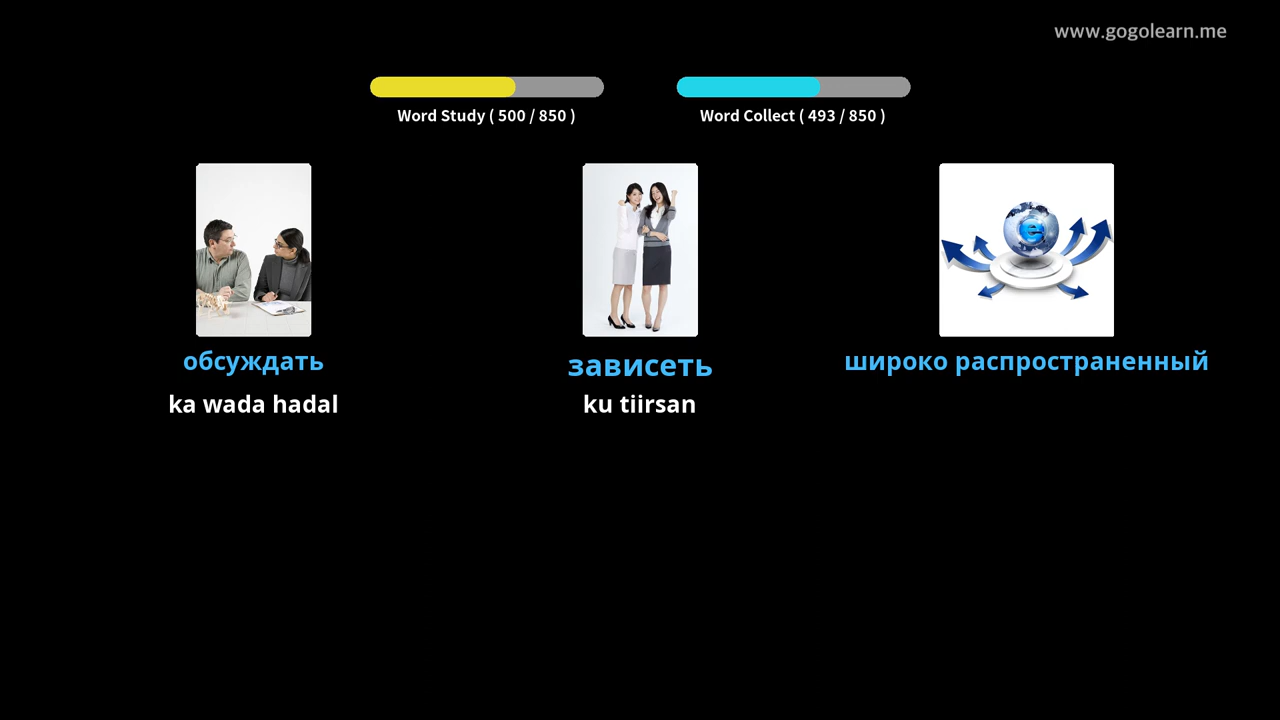 www.gogolearn.me
Word Study ( 500 / 850 )
Word Collect ( 493 / 850 )
обсуждать
зависеть
широко распространенный
ka wada hadal
ku tiirsan